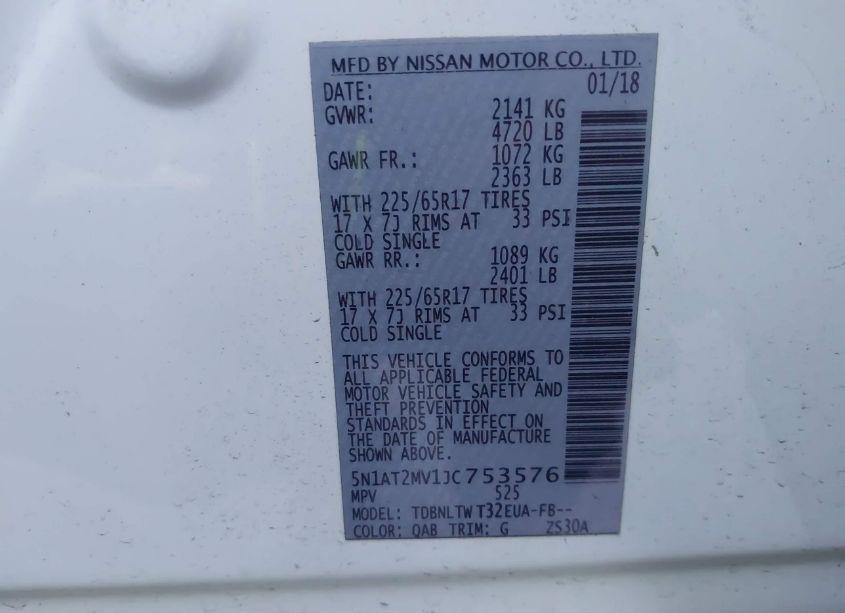 MFD BY NISSAN MOTOR CO., LTD.
DATE: 01/18
GVWR: 2141 KG
4720 LB
GAWR FR.: 1072 KG
2363 LB
WITH 225/65R17 TIRES
17 X 7J RIMS AT 33 PSI
COLD SINGLE
GAWR RR.: 1089 KG
2401 LB
WITH 225/65R17 TIRES
17 X 7J RIMS AT 33 PSI
COLD SINGLE
THIS VEHICLE CONFORMS TO
ALL APPLICABLE FEDERAL
MOTOR VEHICLE SAFETY AND
THEFT PREVENTION
STANDARDS IN EFFECT ON
THE DATE OF MANUFACTURE
SHOWN ABOVE.
5N1AT2MV1JC753576
MPV 525
MODEL: TDBNLTW T32EUA-FB--
COLOR: QAB TRIM: G ZS30A